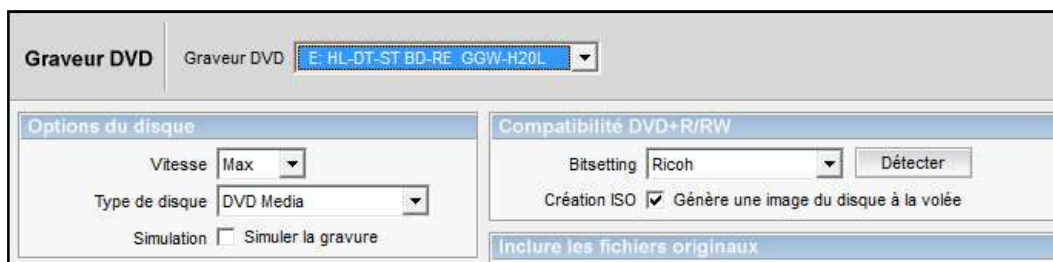 Graveur DVD
Graveur DVD E: HL-DT-ST BD-RE GGW-H20L
Options du disque
Vitesse Max
Type de disque DVD Media
Simulation Simuler la gravure
Compatibilité DVD+R/RW
Bitsetting Ricoh Détecter
Création ISO Génère une image du disque à la volée
Inclure les fichiers originaux